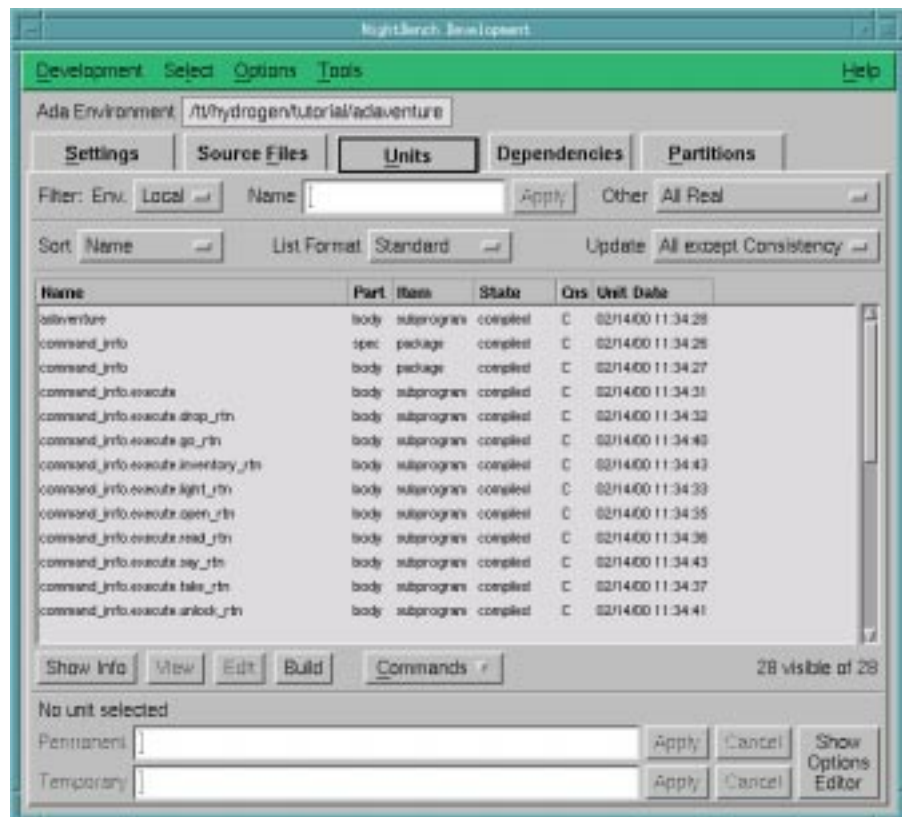 NightBench Development
Development Select Options Tools Help
Ada Environment /tt/hydrogen/tutorial/adaventure
Settings Source Files Units Dependencies Partitions
Filter: Env. Local Name Apply Other All Real
Sort Name List Format Standard Update All except Consistency
Name Part Item State Cns Unit Date
adaventure body subprogram compiled C 02/14/00 11:34:28
command_info spec package compiled C 02/14/00 11:34:26
command_info body package compiled C 02/14/00 11:34:27
command_info.execute body subprogram compiled C 02/14/00 11:34:31
command_info.execute.drop_rtn body subprogram compiled C 02/14/00 11:34:32
command_info.execute.go_rtn body subprogram compiled C 02/14/00 11:34:40
command_info.execute.inventory_rtn body subprogram compiled C 02/14/00 11:34:43
command_info.execute.light_rtn body subprogram compiled C 02/14/00 11:34:33
command_info.execute.open_rtn body subprogram compiled C 02/14/00 11:34:35
command_info.execute.read_rtn body subprogram compiled C 02/14/00 11:34:36
command_info.execute.say_rtn body subprogram compiled C 02/14/00 11:34:43
command_info.execute.take_rtn body subprogram compiled C 02/14/00 11:34:37
command_info.execute.unlock_rtn body subprogram compiled C 02/14/00 11:34:41
Show Info View Edit Build Commands 28 visible of 28
No unit selected
Permanent Apply Cancel Show
Options
Temporary Apply Cancel Editor